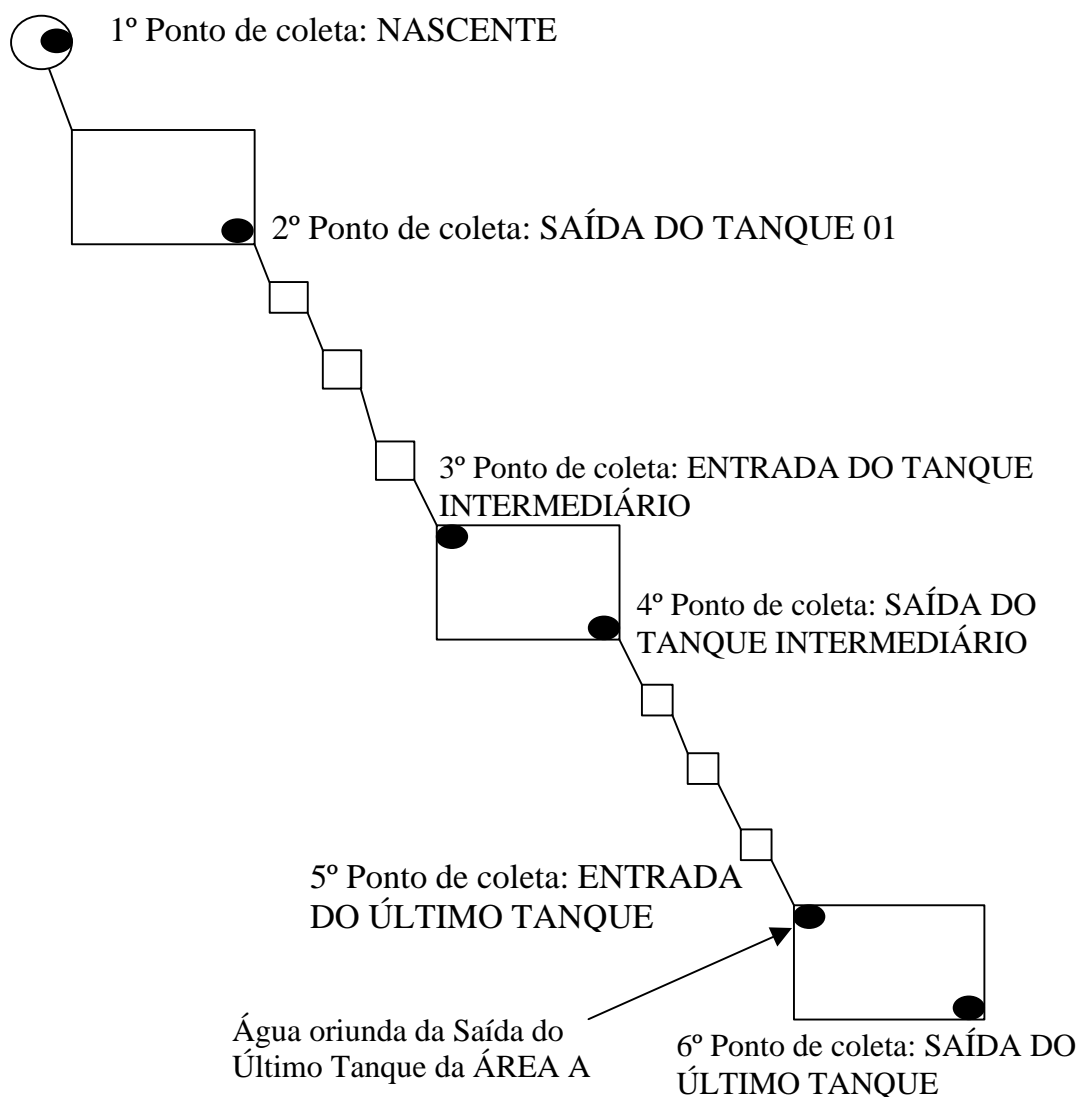 1º Ponto de coleta: NASCENTE
2º Ponto de coleta: SAÍDA DO TANQUE 01
3º Ponto de coleta: ENTRADA DO TANQUE
INTERMEDIÁRIO
4º Ponto de coleta: SAÍDA DO
TANQUE INTERMEDIÁRIO
5º Ponto de coleta: ENTRADA
DO ÚLTIMO TANQUE
Água oriunda da Saída do
Último Tanque da ÁREA A
6º Ponto de coleta: SAÍDA DO
ÚLTIMO TANQUE